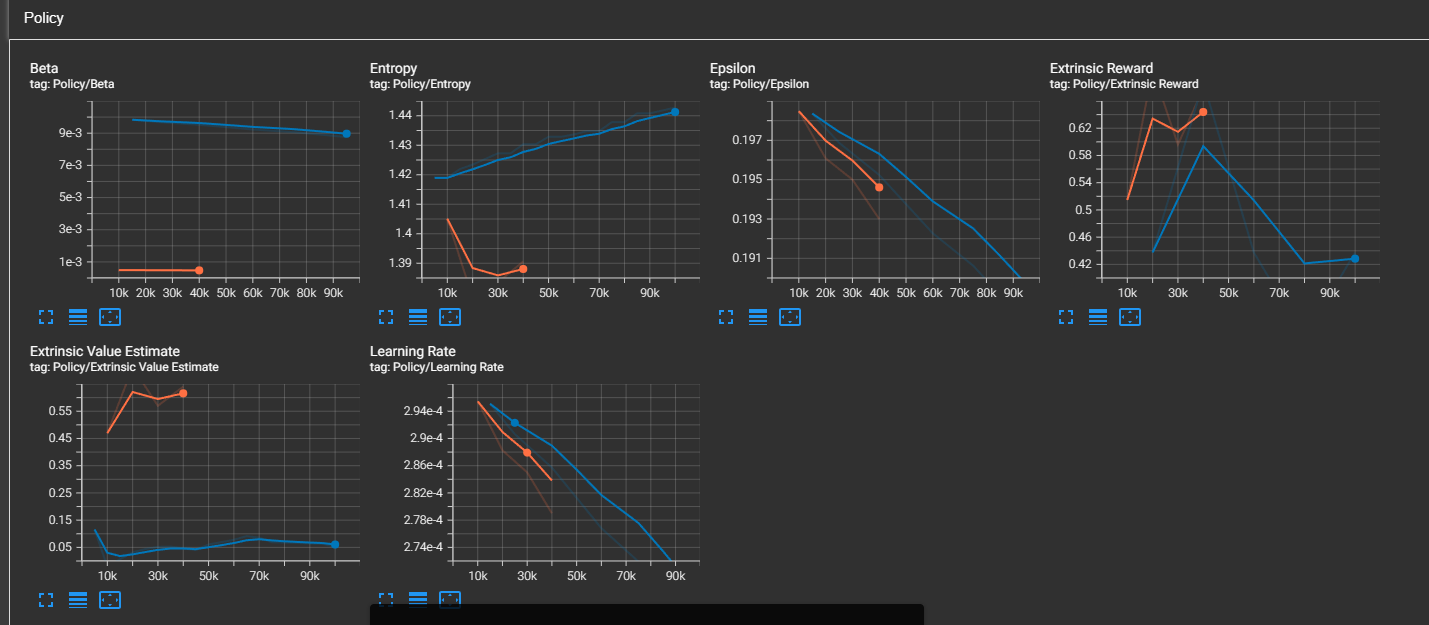 Policy
Beta
tag: Policy/Beta
9e-3
7e-3
5e-3
3e-3
1e-3
10k 20k 30k 40k 50k 60k 70k 80k 90k
Entropy
tag: Policy/Entropy
1.44
1.43
1.42
1.41
1.4
1.39
10k 30k 50k 70k 90k
Epsilon
tag: Policy/Epsilon
0.197
0.195
0.193
0.191
10k 20k 30k 40k 50k 60k 70k 80k 90k
Extrinsic Reward
tag: Policy/Extrinsic Reward
0.62
0.58
0.54
0.5
0.46
0.42
10k 30k 50k 70k 90k
Extrinsic Value Estimate
tag: Policy/Extrinsic Value Estimate
0.55
0.45
0.35
0.25
0.15
0.05
10k 30k 50k 70k 90k
Learning Rate
tag: Policy/Learning Rate
2.94e-4
2.9e-4
2.86e-4
2.82e-4
2.78e-4
2.74e-4
10k 30k 50k 70k 90k